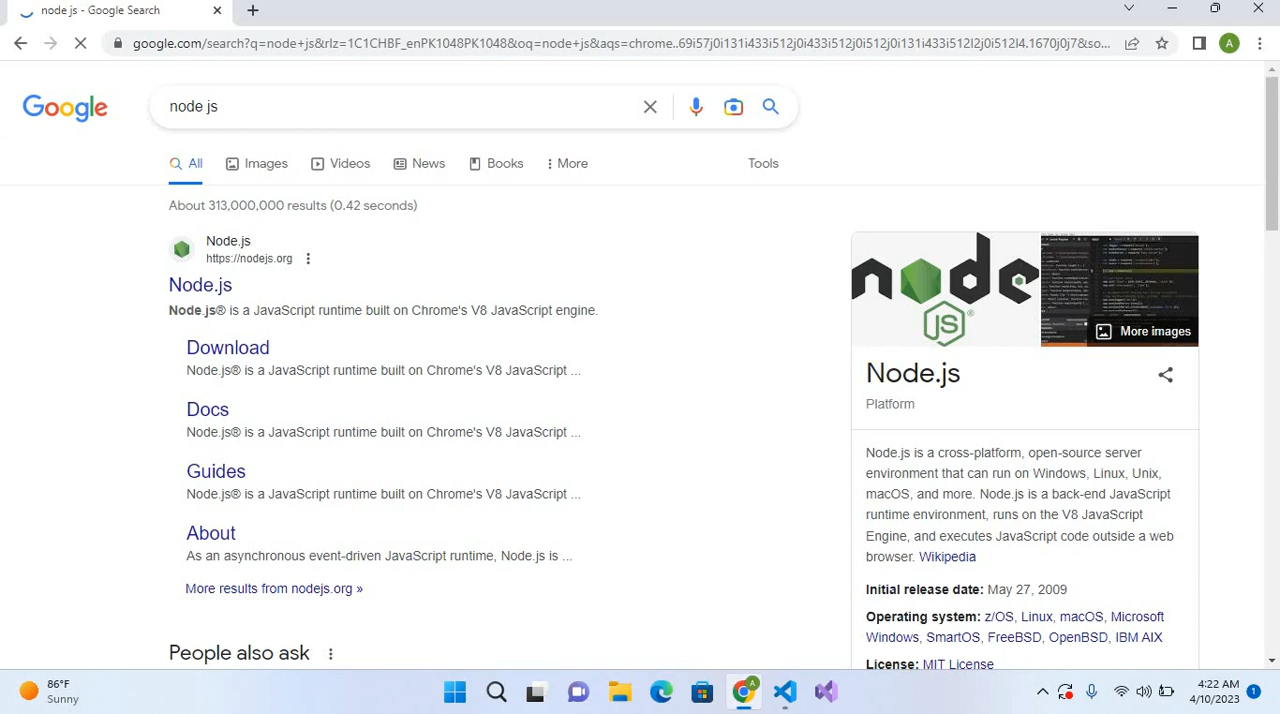 node js - Google Search
google.com/search?q=node+js&rlz=1C1CHBF_enPK1048PK1048&oq=node+js&aqs=chrome..69i57j0i131i433i512j0i433i512j0i512j0i131i433i512l2j0i512l4.1670j0j7&so...
A
Google
node js
All
Images
Videos
News
Books
More
Tools
About 313,000,000 results (0.42 seconds)
Node.js
https://nodejs.org
Node.js
Node.js® is a JavaScript runtime built on Chrome's V8 JavaScript engine.
Download
Node.js® is a JavaScript runtime built on Chrome's V8 JavaScript ...
Docs
Node.js® is a JavaScript runtime built on Chrome's V8 JavaScript ...
Guides
Node.js® is a JavaScript runtime built on Chrome's V8 JavaScript ...
About
As an asynchronous event-driven JavaScript runtime, Node.js is ...
More results from nodejs.org »
People also ask
node
JS
®
More images
Node.js
Platform
Node.js is a cross-platform, open-source server
environment that can run on Windows, Linux, Unix,
macOS, and more. Node.js is a back-end JavaScript
runtime environment, runs on the V8 JavaScript
Engine, and executes JavaScript code outside a web
browser. Wikipedia
Initial release date: May 27, 2009
Operating system: z/OS, Linux, macOS, Microsoft
Windows, SmartOS, FreeBSD, OpenBSD, IBM AIX
License: MIT License
86°F
Sunny
A
4:22 AM
4/10/2023
1